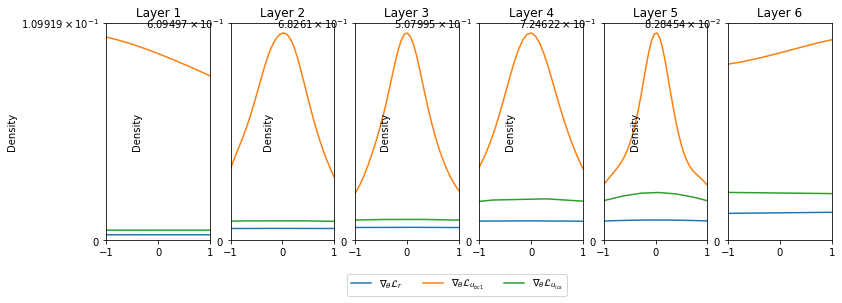 Layer 1
Layer 2
Layer 3
Layer 4
Layer 5
Layer 6
1.09919 × 10⁻¹
6.09497 × 10⁻¹
6.8261 × 10⁻¹
5.07995 × 10⁻¹
7.24622 × 10⁻¹
8.28454 × 10⁻²
Density
Density
Density
Density
Density
Density
0
0
0
0
0
0
−1 0 1
−1 0 1
−1 0 1
−1 0 1
−1 0 1
−1 0 1
∇θℒr ∇θℒu_bc1 ∇θℒu_ics